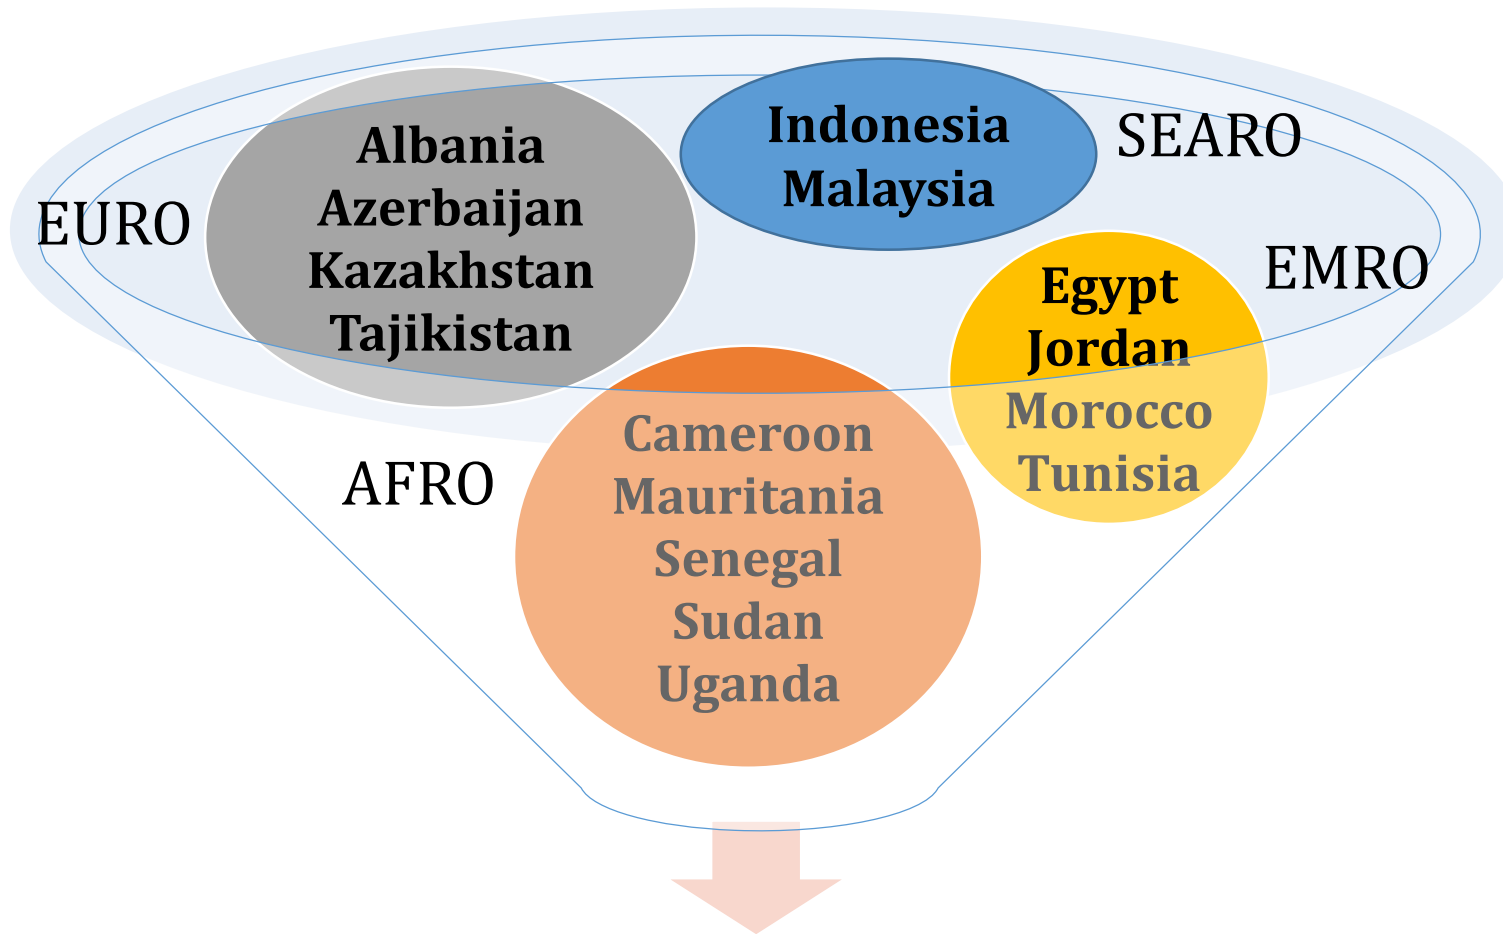 EURO
Albania
Azerbaijan
Kazakhstan
Tajikistan
Indonesia
Malaysia
SEARO
EMRO
Egypt
Jordan
Morocco
Tunisia
AFRO
Cameroon
Mauritania
Senegal
Sudan
Uganda